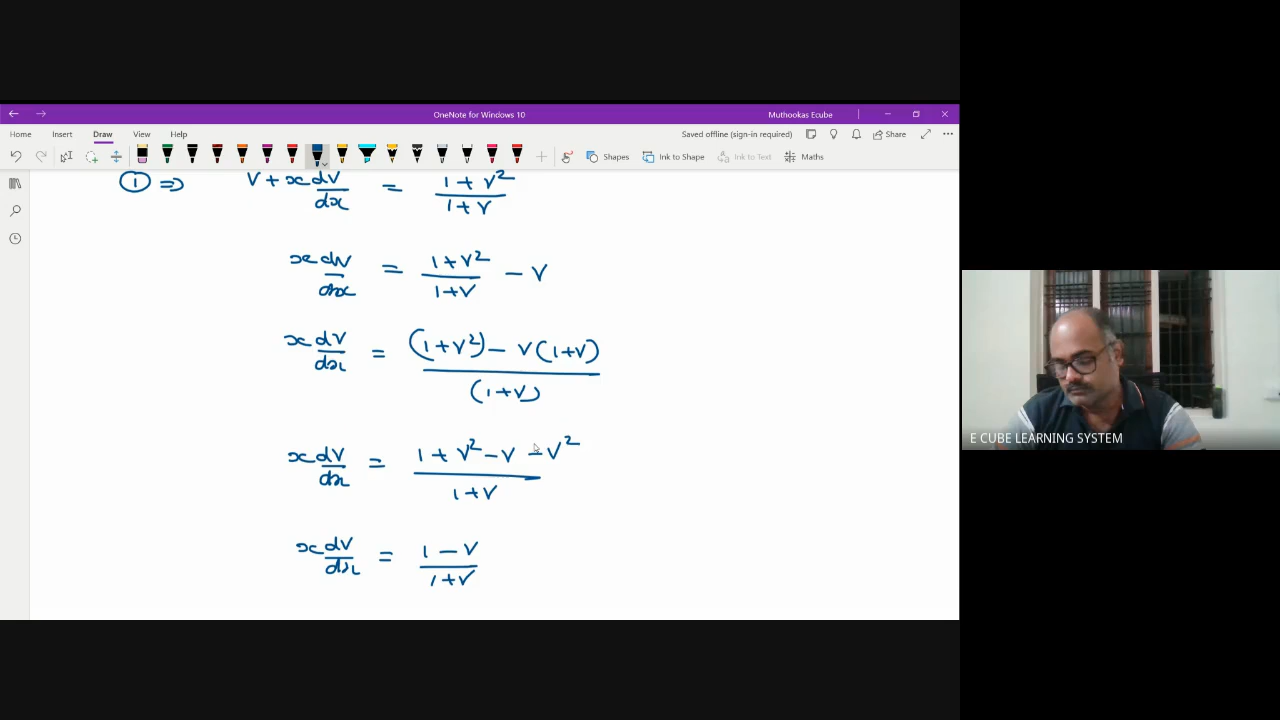 OneNote for Windows 10
Muthookas Ecube
Home Insert Draw View Help
Saved offline (sign-in required) Share
Shapes Ink to Shape Ink to Text Maths
① ⇒ v + x dv/dx = (1 + v²)/(1 + v)
x dv/dx = (1 + v²)/(1 + v) − v
x dv/dx = ((1 + v²) − v(1 + v))/(1 + v)
x dv/dx = (1 + v² − v − v²)/(1 + v)
x dv/dx = (1 − v)/(1 + v)
E CUBE LEARNING SYSTEM